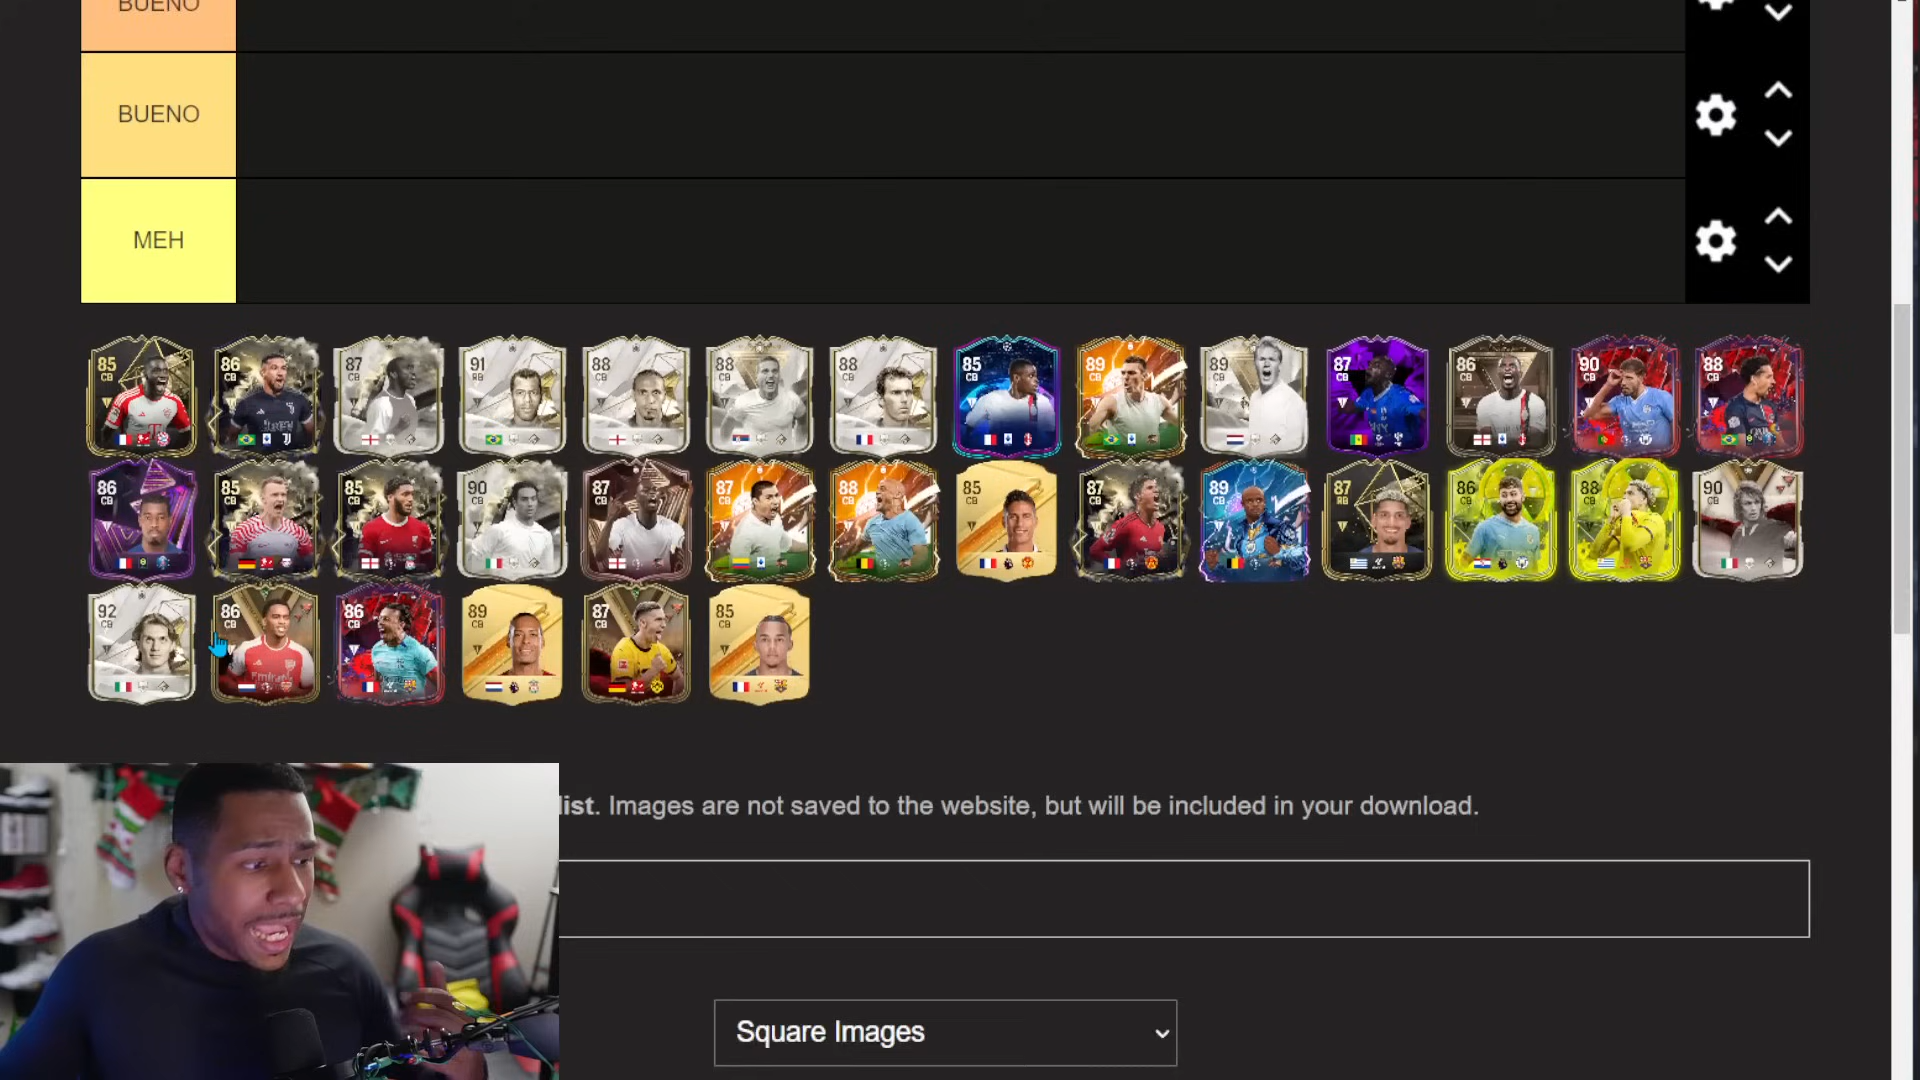 BUENO
BUENO
MEH
85 CB
86 CB
87 CB
91 RB
88 CB
88 CB
88 CB
85 CB
89 CB
89 CB
87 CB
86 CB
90 CB
88 CB
86 CB
85 CB
85 CB
90 CB
87 CB
87 CB
88 CB
85 CB
87 CB
89 CB
87 RB
86 CB
88 CB
90 CB
92 CB
86 CB
86 CB
89 CB
87 CB
85 CB
list. Images are not saved to the website, but will be included in your download.
Square Images